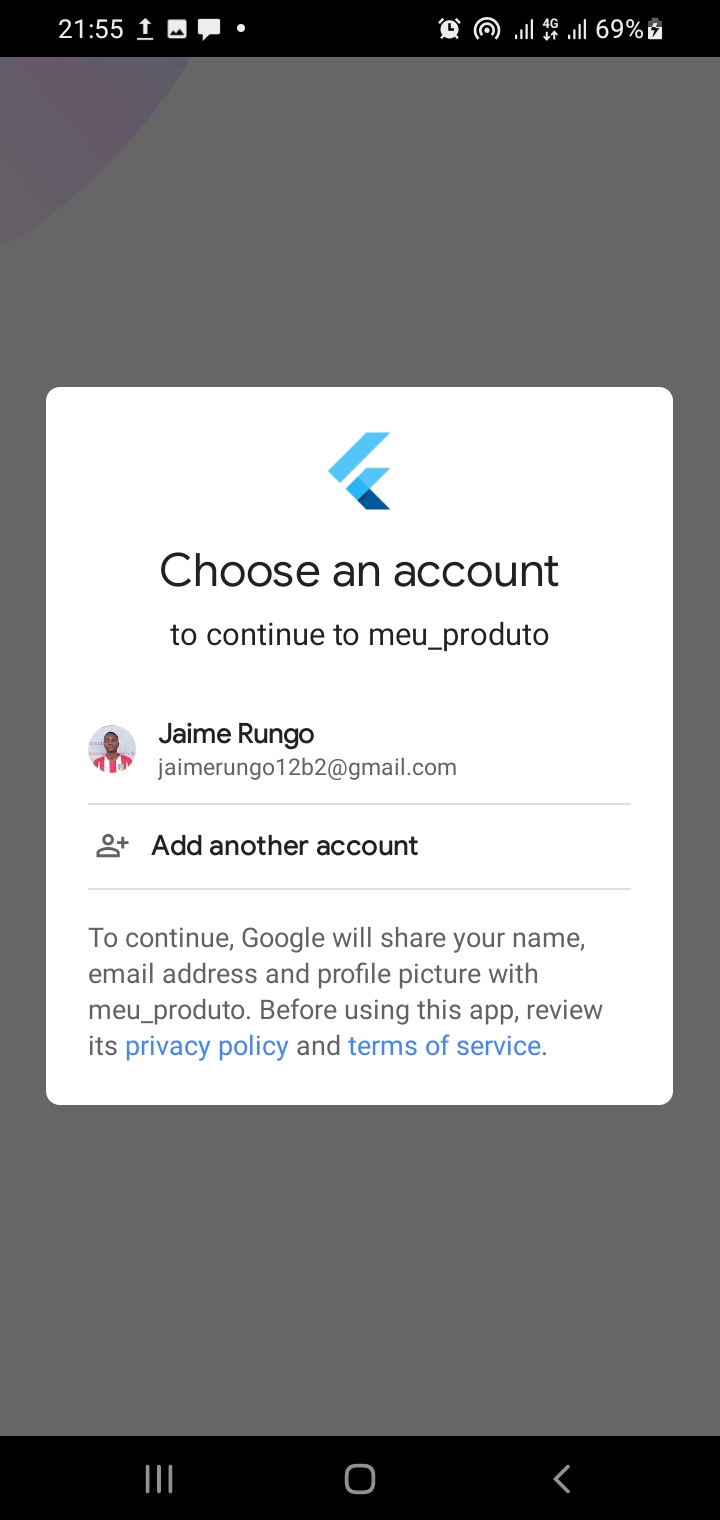 21:55 4G 69%
Choose an account
to continue to meu_produto
Jaime Rungo
jaimerungo12b2@gmail.com
Add another account
To continue, Google will share your name,
email address and profile picture with
meu_produto. Before using this app, review
its privacy policy and terms of service.